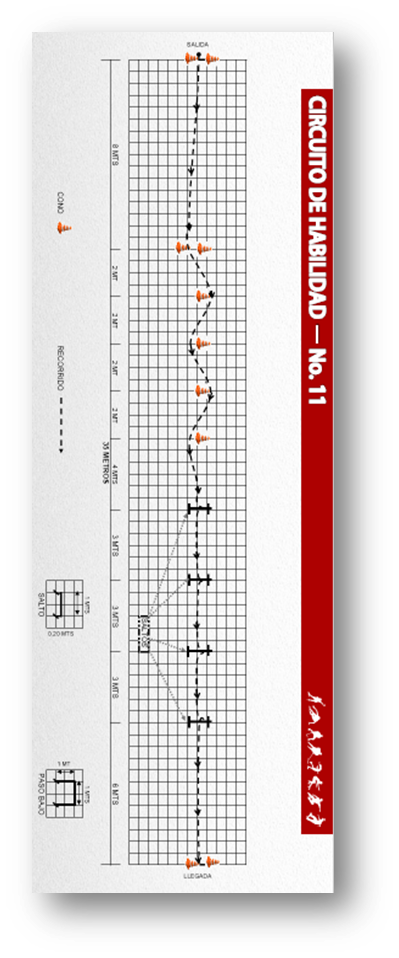 CIRCUITO DE HABILIDAD — No. 11
SALIDA
8 MTS
2 MT
2 MT
2 MT
2 MT
4 MTS
3 MTS
3 MTS
3 MTS
6 MTS
LLEGADA
35 METROS
SALTOS
CONO
RECORRIDO
1 MTS
0,20 MTS
SALTO
1 MTS
1 MT
PASO BAJO